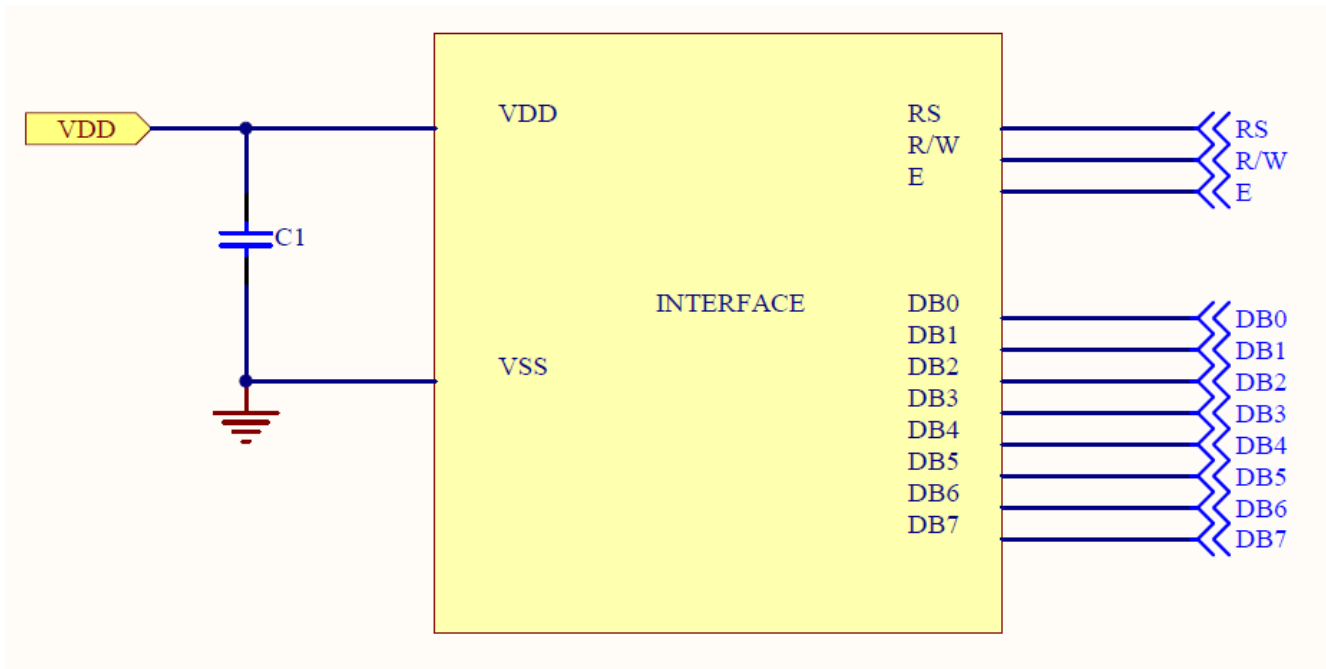 VDD
VDD
C1
VSS
INTERFACE
RS
R/W
E
DB0
DB1
DB2
DB3
DB4
DB5
DB6
DB7
RS
R/W
E
DB0
DB1
DB2
DB3
DB4
DB5
DB6
DB7